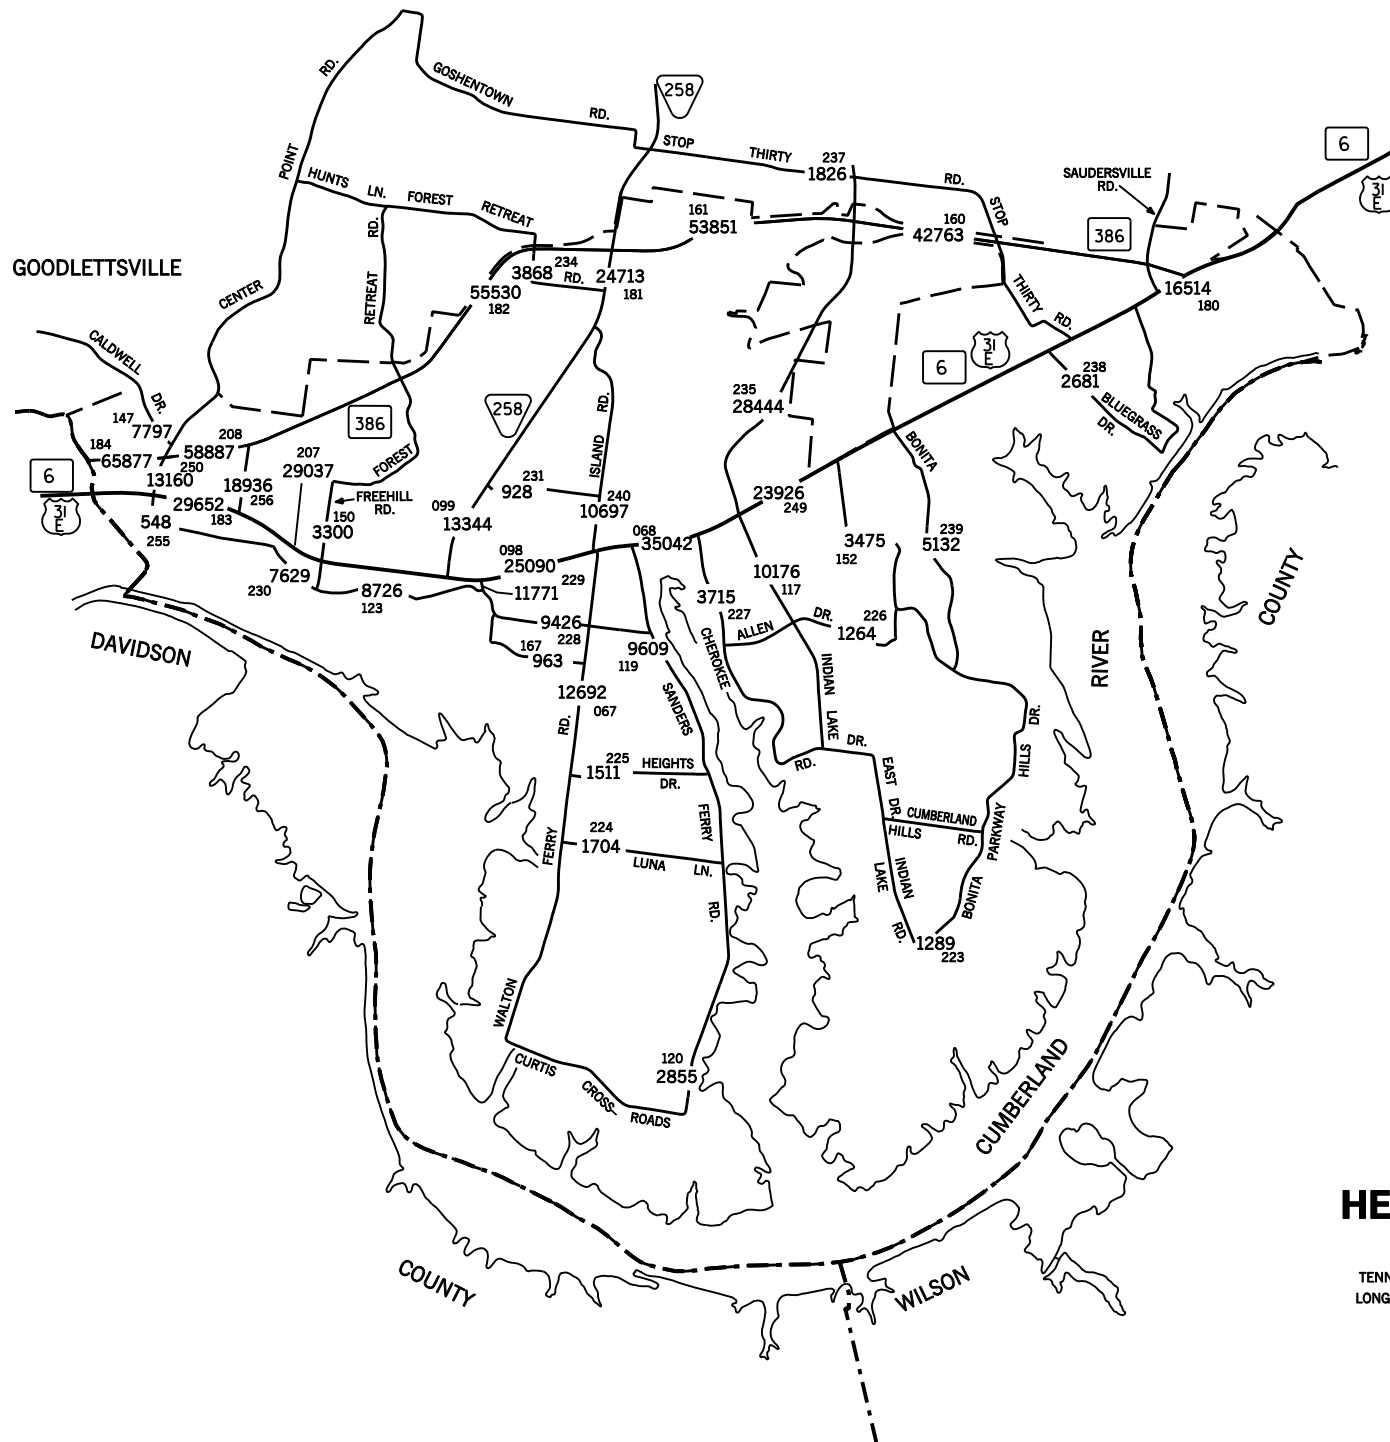 RD.
GOSHENTOWN
RD.
258
STOP
THIRTY
237
1826
RD.
STOP
SAUDERSVILLE
RD.
6
31
E
POINT
HUNTS
LN.
FOREST
RETREAT
RD.
161
53851
160
42763
386
GOODLETTSVILLE
234
3868
RD.
24713
181
55530
182
RETREAT
CENTER
THIRTY
RD.
16514
180
CALDWELL
DR.
31
E
6
238
2681
BLUEGRASS
DR.
235
28444
258
386
RD.
ISLAND
BONITA
147
7797
208
58887
184
65877
250
13160
207
29037
FOREST
18936
256
6
31
E
29652
183
548
255
FREEHILL
RD.
150
3300
099
13344
231
928
240
10697
068
35042
23926
249
239
5132
3475
152
COUNTY
098
25090
229
11771
7629
230
8726
123
10176
117
3715
227
226
1264
ALLEN
DR.
9426
228
167
963
9609
119
CHEROKEE
DAVIDSON
RIVER
12692
067
RD.
SANDERS
INDIAN
LAKE
DR.
RD.
EAST
DR.
HILLS
DR.
225
1511
HEIGHTS
DR.
FERRY
CUMBERLAND
HILLS
RD.
PARKWAY
224
1704
LUNA
LN.
FERRY
RD.
INDIAN
LAKE
RD.
BONITA
1289
223
WALTON
CURTIS
CROSS
ROADS
120
2855
CUMBERLAND
HE
COUNTY
WILSON
TENN
LONG